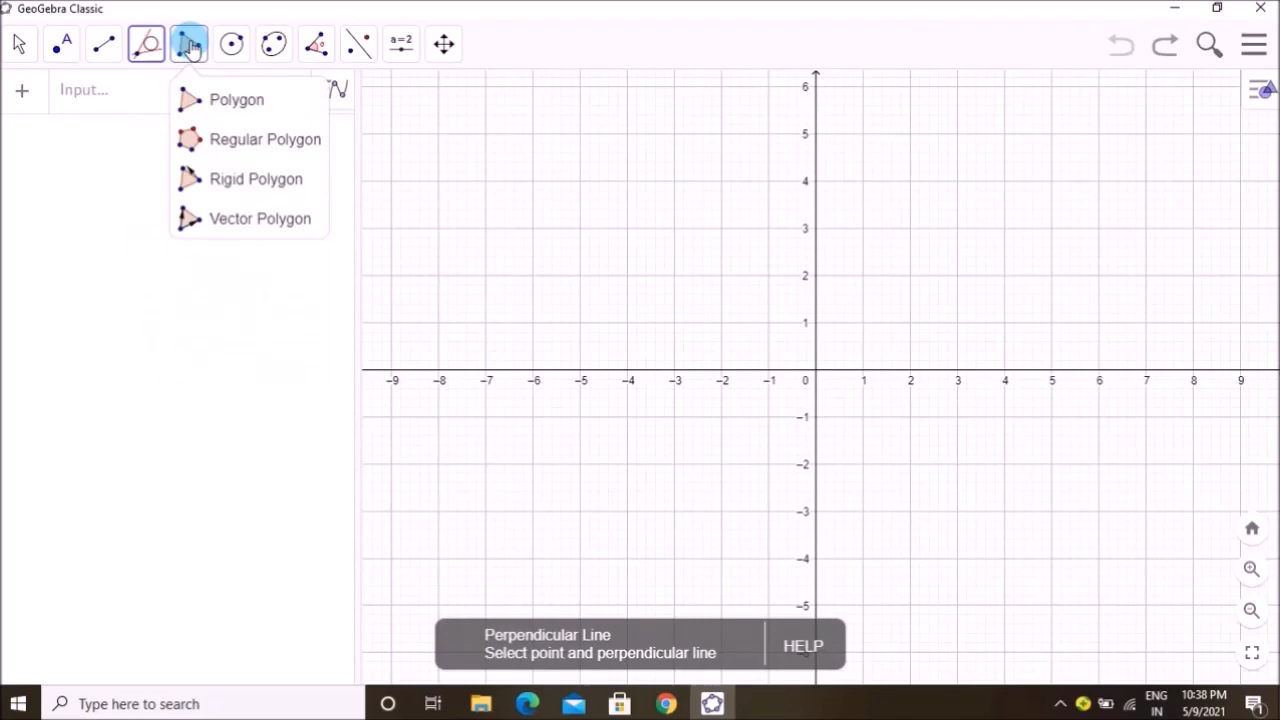 GeoGebra Classic
A
a=2
Input...
Polygon
Regular Polygon
Rigid Polygon
Vector Polygon
6
5
4
3
2
1
−9 −8 −7 −6 −5 −4 −3 −2 −1 0 1 2 3 4 5 6 7 8 9
−1
−2
−3
−4
−5
Perpendicular Line
Select point and perpendicular line
HELP
Type here to search
ENG
IN
10:38 PM
5/9/2021
1